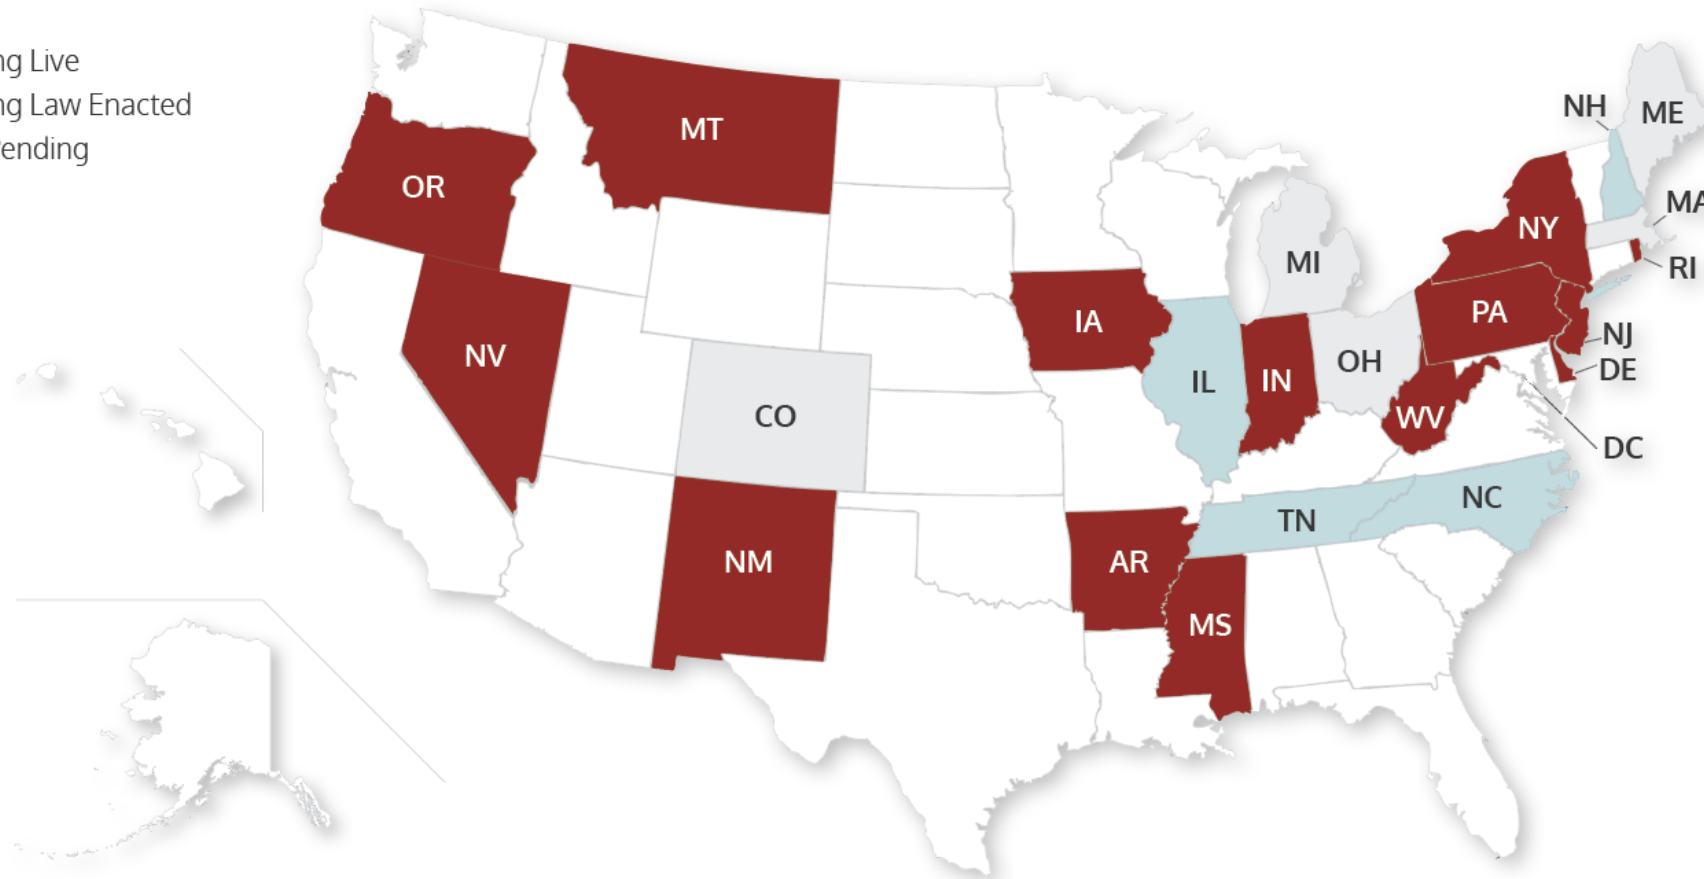 ng Live
ng Law Enacted
ending
NH
ME
MT
OR
MA
NY
RI
MI
PA
IA
NJ
NV
OH
DE
IL
IN
CO
WV
DC
NC
TN
NM
AR
MS